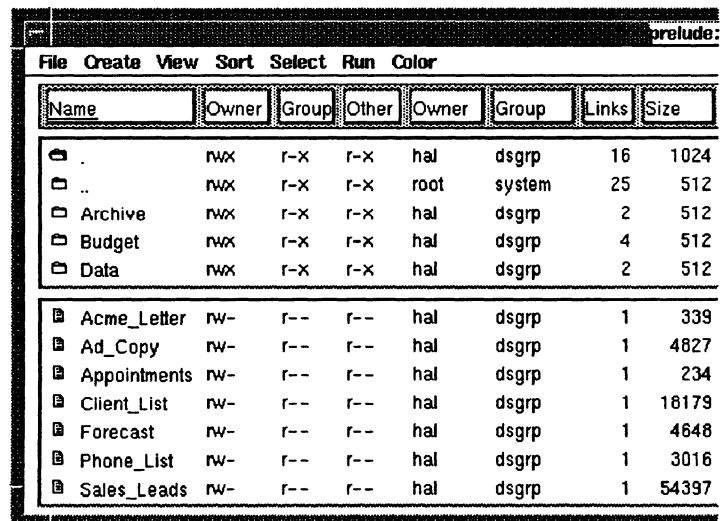 prelude:
File Create View Sort Select Run Color
Name Owner Group Other Owner Group Links Size
. rwx r-x r-x hal dsgrp 16 1024
.. rwx r-x r-x root system 25 512
Archive rwx r-x r-x hal dsgrp 2 512
Budget rwx r-x r-x hal dsgrp 4 512
Data rwx r-x r-x hal dsgrp 2 512
Acme_Letter rw- r-- r-- hal dsgrp 1 339
Ad_Copy rw- r-- r-- hal dsgrp 1 4827
Appointments rw- r-- r-- hal dsgrp 1 234
Client_List rw- r-- r-- hal dsgrp 1 18179
Forecast rw- r-- r-- hal dsgrp 1 4648
Phone_List rw- r-- r-- hal dsgrp 1 3016
Sales_Leads rw- r-- r-- hal dsgrp 1 54397